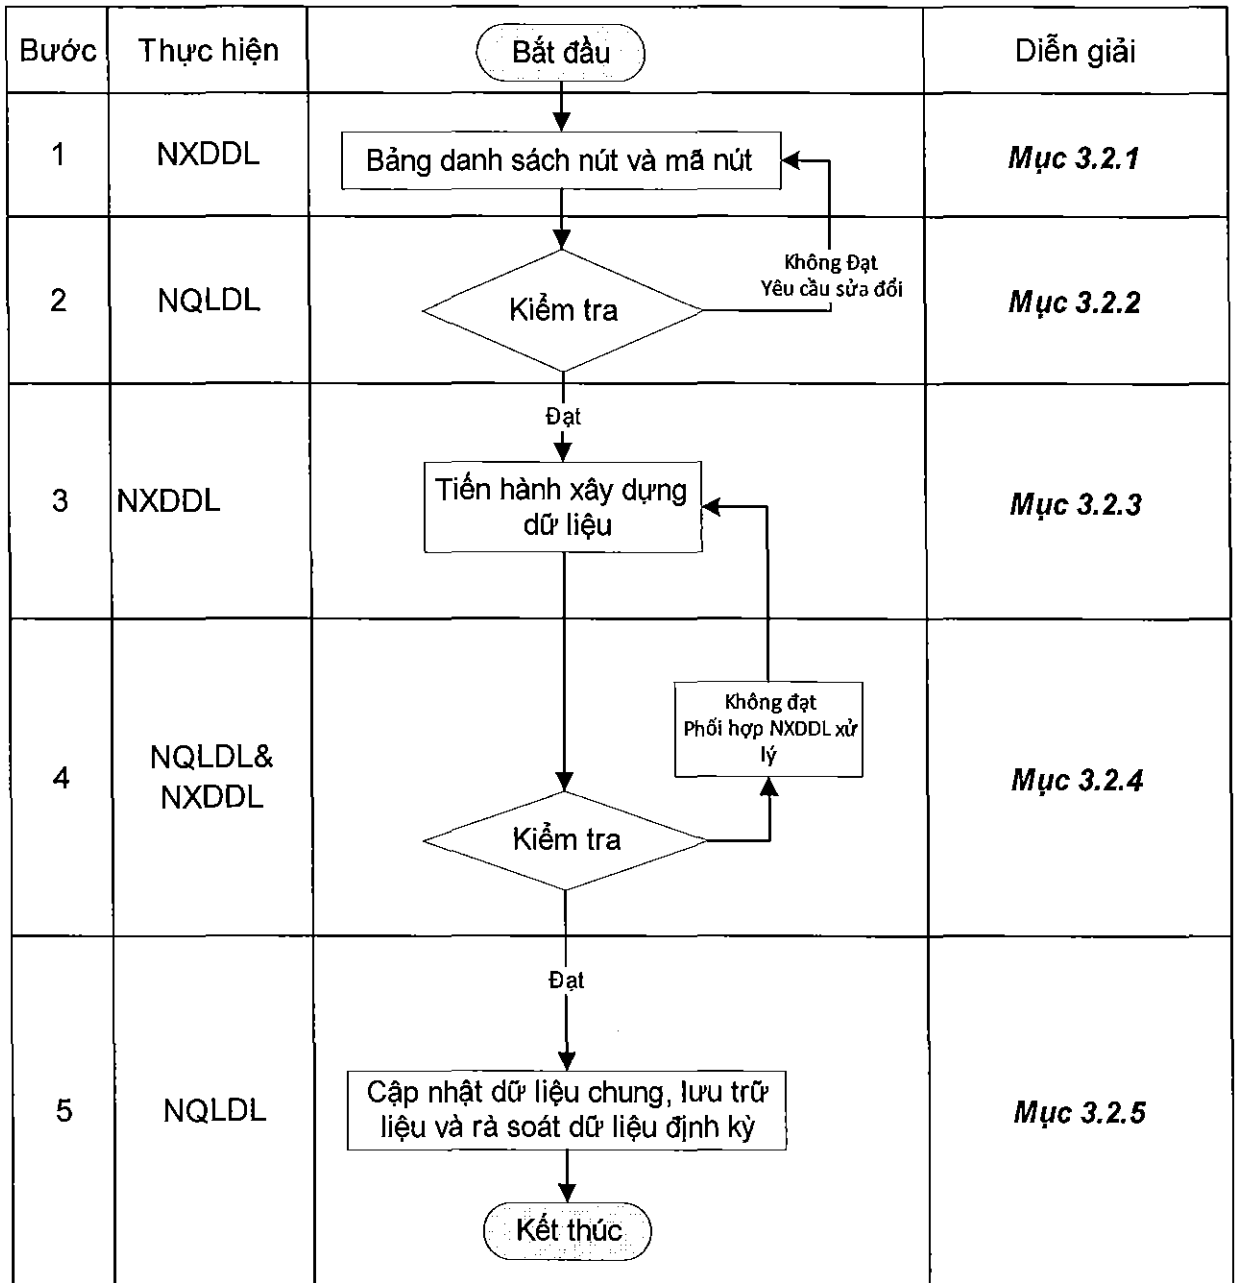 Bước
Thực hiện
Bắt đầu
Diễn giải
1
NXDDL
Bảng danh sách nút và mã nút
Mục 3.2.1
2
NQLDL
Kiểm tra
Không Đạt
Yêu cầu sửa đổi
Mục 3.2.2
Đạt
3
NXDDL
Tiến hành xây dựng
dữ liệu
Mục 3.2.3
4
NQLDL&
NXDDL
Không đạt
Phối hợp NXDDL xử
lý
Kiểm tra
Mục 3.2.4
Đạt
5
NQLDL
Cập nhật dữ liệu chung, lưu trữ
liệu và rà soát dữ liệu định kỳ
Mục 3.2.5
Kết thúc